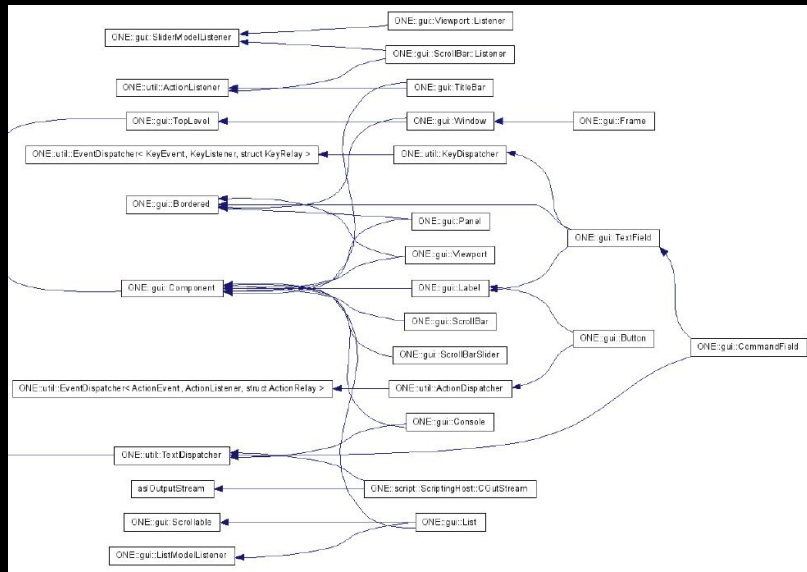 ONE::gui::Viewport::Listener
ONE::gui::SliderModelListener
ONE::gui::ScrollBar::Listener
ONE::util::ActionListener
ONE::gui::TitleBar
ONE::gui::TopLevel
ONE::gui::Window
ONE::gui::Frame
ONE::util::EventDispatcher< KeyEvent, KeyListener, struct KeyRelay >
ONE::util::KeyDispatcher
ONE::gui::Bordered
ONE::gui::Panel
ONE::gui::TextField
ONE::gui::Viewport
ONE::gui::Component
ONE::gui::Label
ONE::gui::ScrollBar
ONE::gui::Button
ONE::gui::CommandField
ONE::gui::ScrollBarSlider
ONE::util::EventDispatcher< ActionEvent, ActionListener, struct ActionRelay >
ONE::util::ActionDispatcher
ONE::gui::Console
ONE::util::TextDispatcher
aslOutputStream
ONE::script::ScriptingHost::COutStream
ONE::gui::Scrollable
ONE::gui::List
ONE::gui::ListModelListener